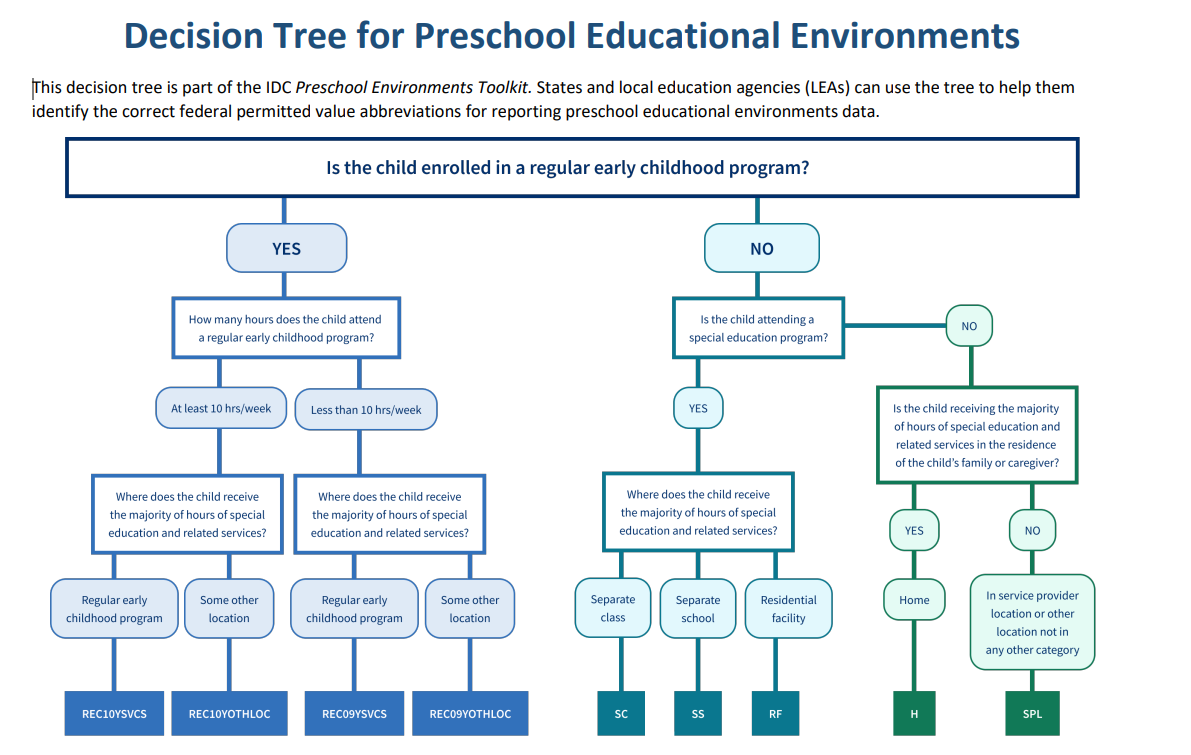 Decision Tree for Preschool Educational Environments
This decision tree is part of the IDC Preschool Environments Toolkit. States and local education agencies (LEAs) can use the tree to help them
identify the correct federal permitted value abbreviations for reporting preschool educational environments data.
Is the child enrolled in a regular early childhood program?
YES
NO
How many hours does the child attend
a regular early childhood program?
Is the child attending a
special education program?
NO
At least 10 hrs/week
Less than 10 hrs/week
YES
Is the child receiving the majority
of hours of special education and
related services in the residence
of the child's family or caregiver?
Where does the child receive
the majority of hours of special
education and related services?
Where does the child receive
the majority of hours of special
education and related services?
Where does the child receive
the majority of hours of special
education and related services?
YES
NO
Regular early
childhood program
Some other
location
Regular early
childhood program
Some other
location
Separate
class
Separate
school
Residential
facility
Home
In service provider
location or other
location not in
any other category
REC10YSVCS
REC10YOTHLOC
REC09YSVCS
REC09YOTHLOC
SC
SS
RF
H
SPL